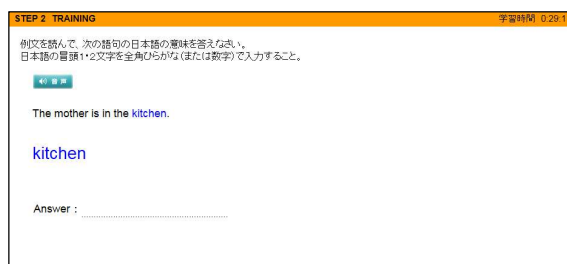 STEP 2 TRAINING 学習時間 0:29:1
例文を読んで、次の語句の日本語の意味を答えなさい。
日本語の冒頭1・2文字を全角ひらがな(または数字)で入力すること。
音声
The mother is in the kitchen.
kitchen
Answer :